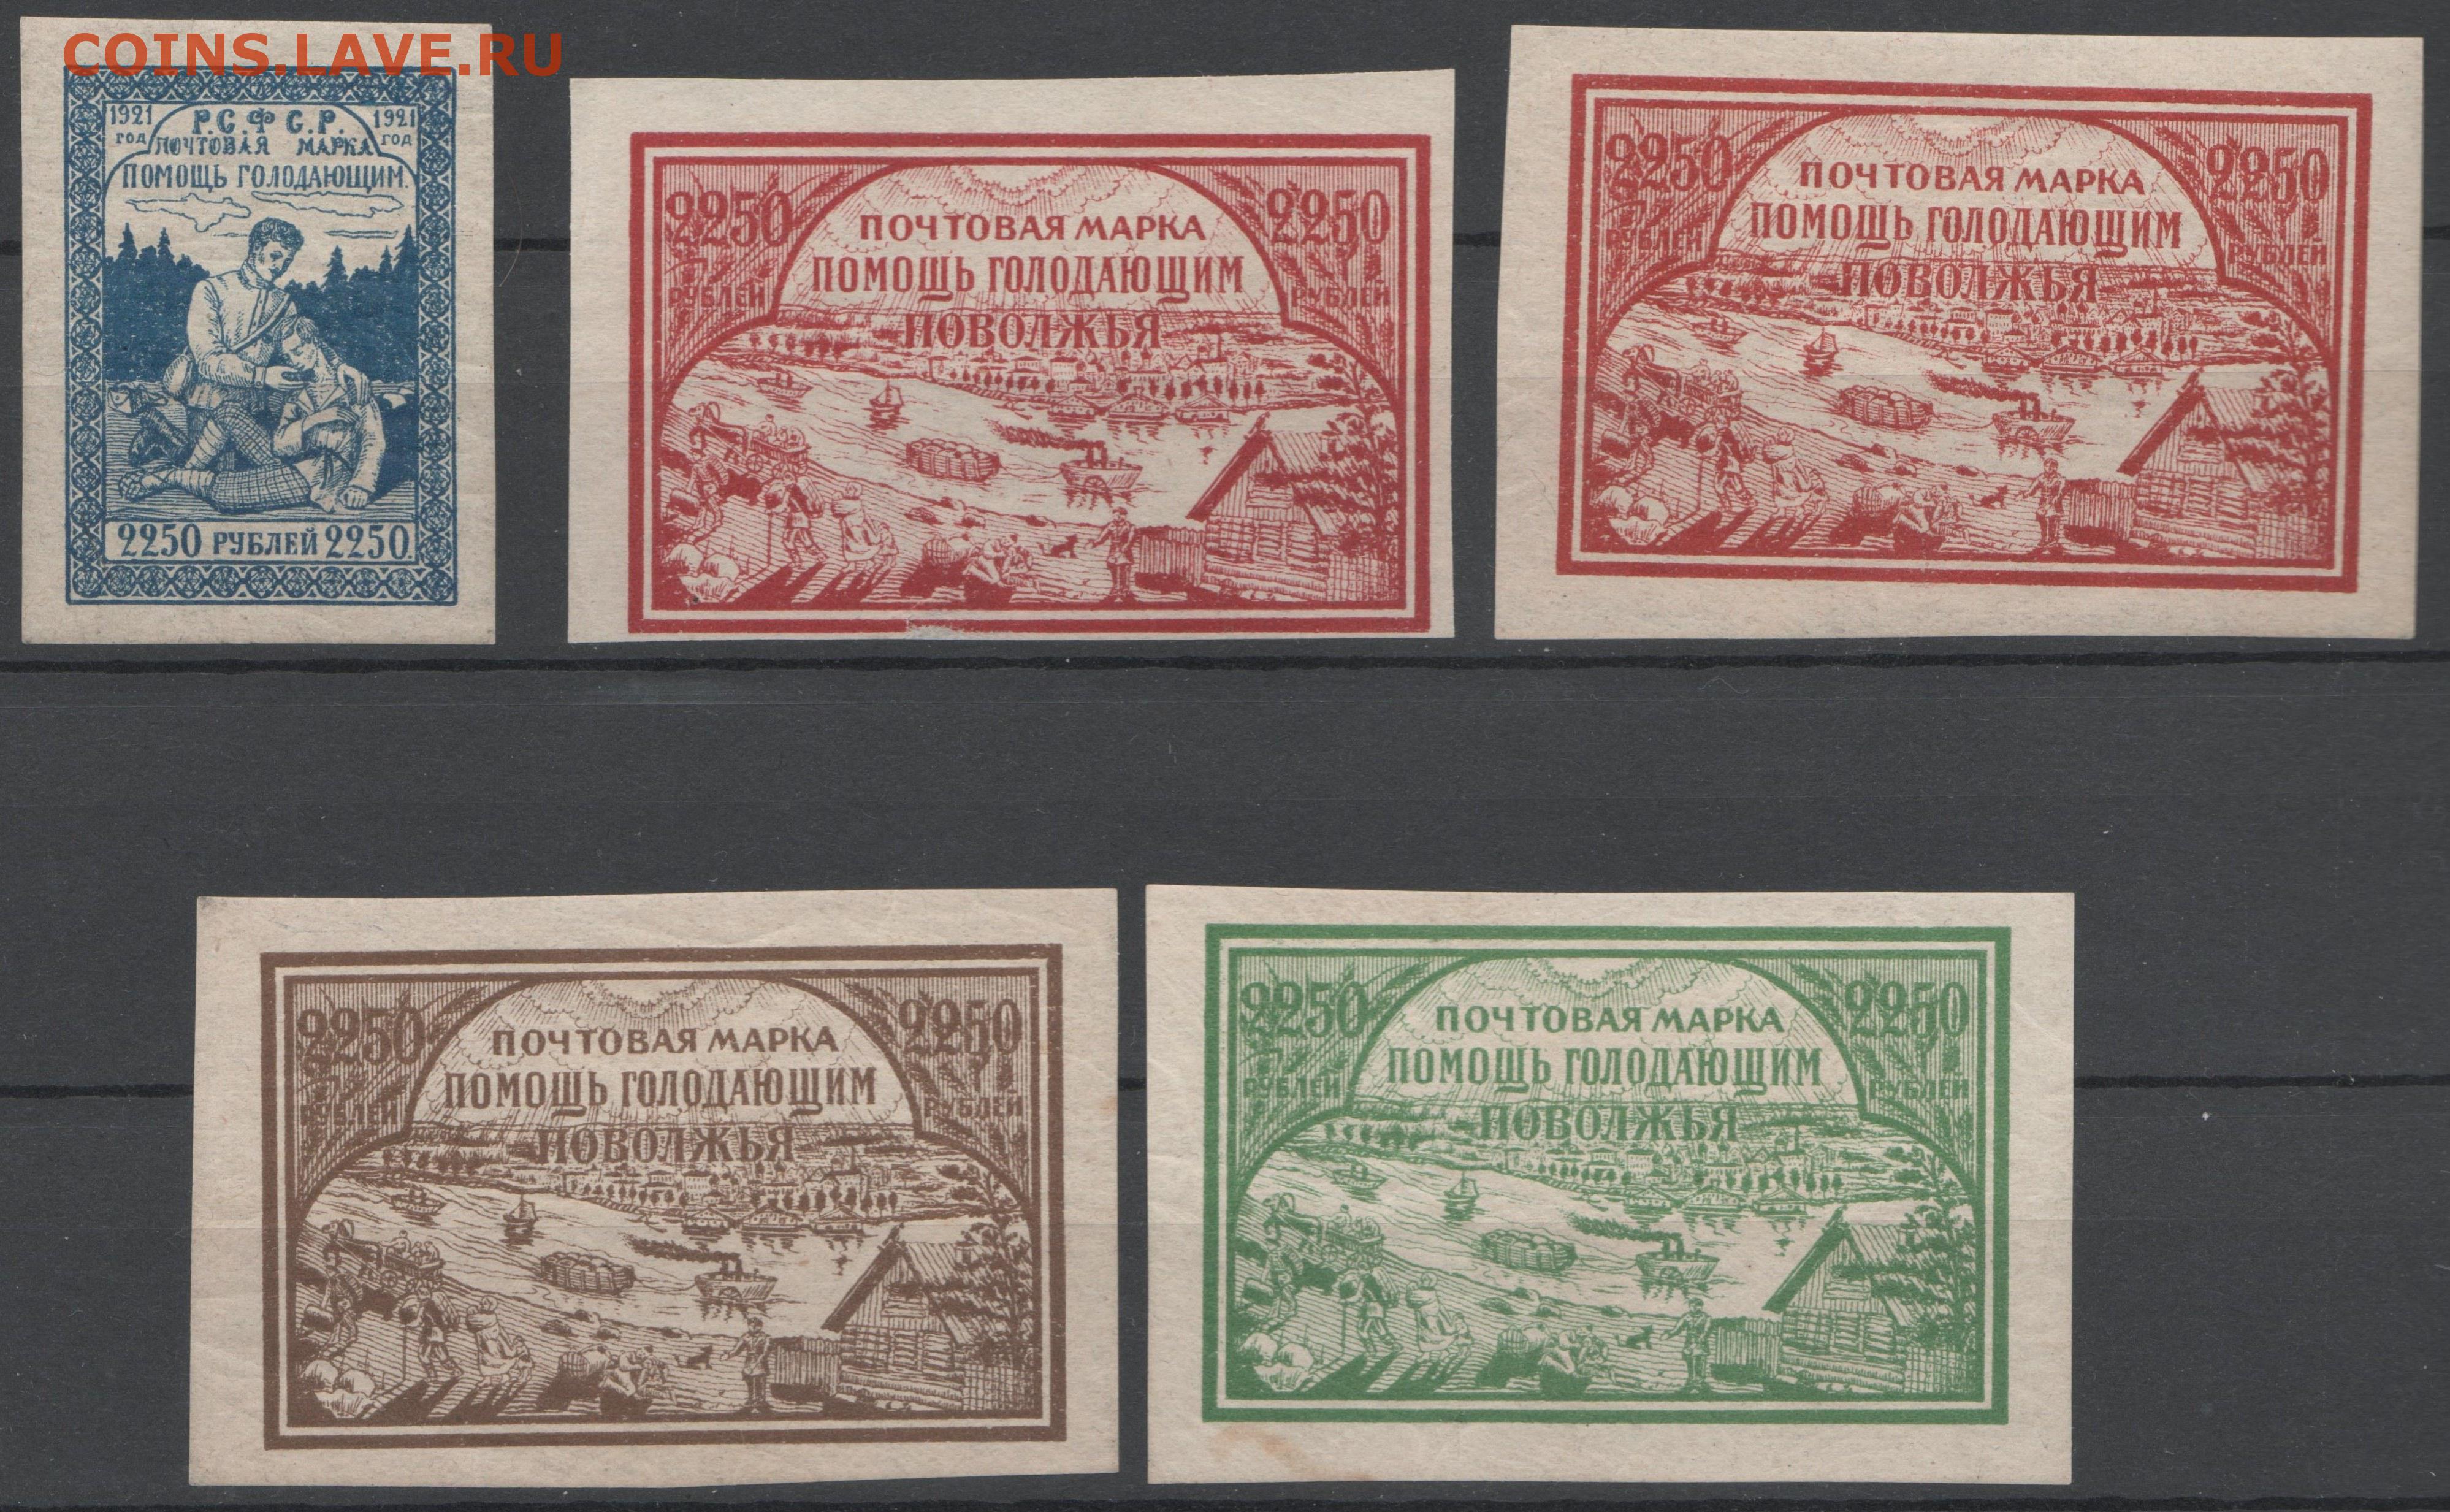 COINS.LAVE.RU
1921 1921
Р.С.Ф.С.Р.
год год
ПОЧТОВАЯ МАРКА
ПОМОЩЬ ГОЛОДАЮЩИМ.
2250 РУБЛЕЙ 2250.
2250 2250
ПОЧТОВАЯ МАРКА
ПОМОЩЬ ГОЛОДАЮЩИМ
РУБЛЕЙ РУБЛЕЙ
ПОВОЛЖЬЯ
2250 2250
ПОЧТОВАЯ МАРКА
ПОМОЩЬ ГОЛОДАЮЩИМ
РУБЛЕЙ РУБЛЕЙ
ПОВОЛЖЬЯ
2250 2250
ПОЧТОВАЯ МАРКА
ПОМОЩЬ ГОЛОДАЮЩИМ
РУБЛЕЙ РУБЛЕЙ
ПОВОЛЖЬЯ
2250 2250
ПОЧТОВАЯ МАРКА
ПОМОЩЬ ГОЛОДАЮЩИМ
РУБЛЕЙ РУБЛЕЙ
ПОВОЛЖЬЯ